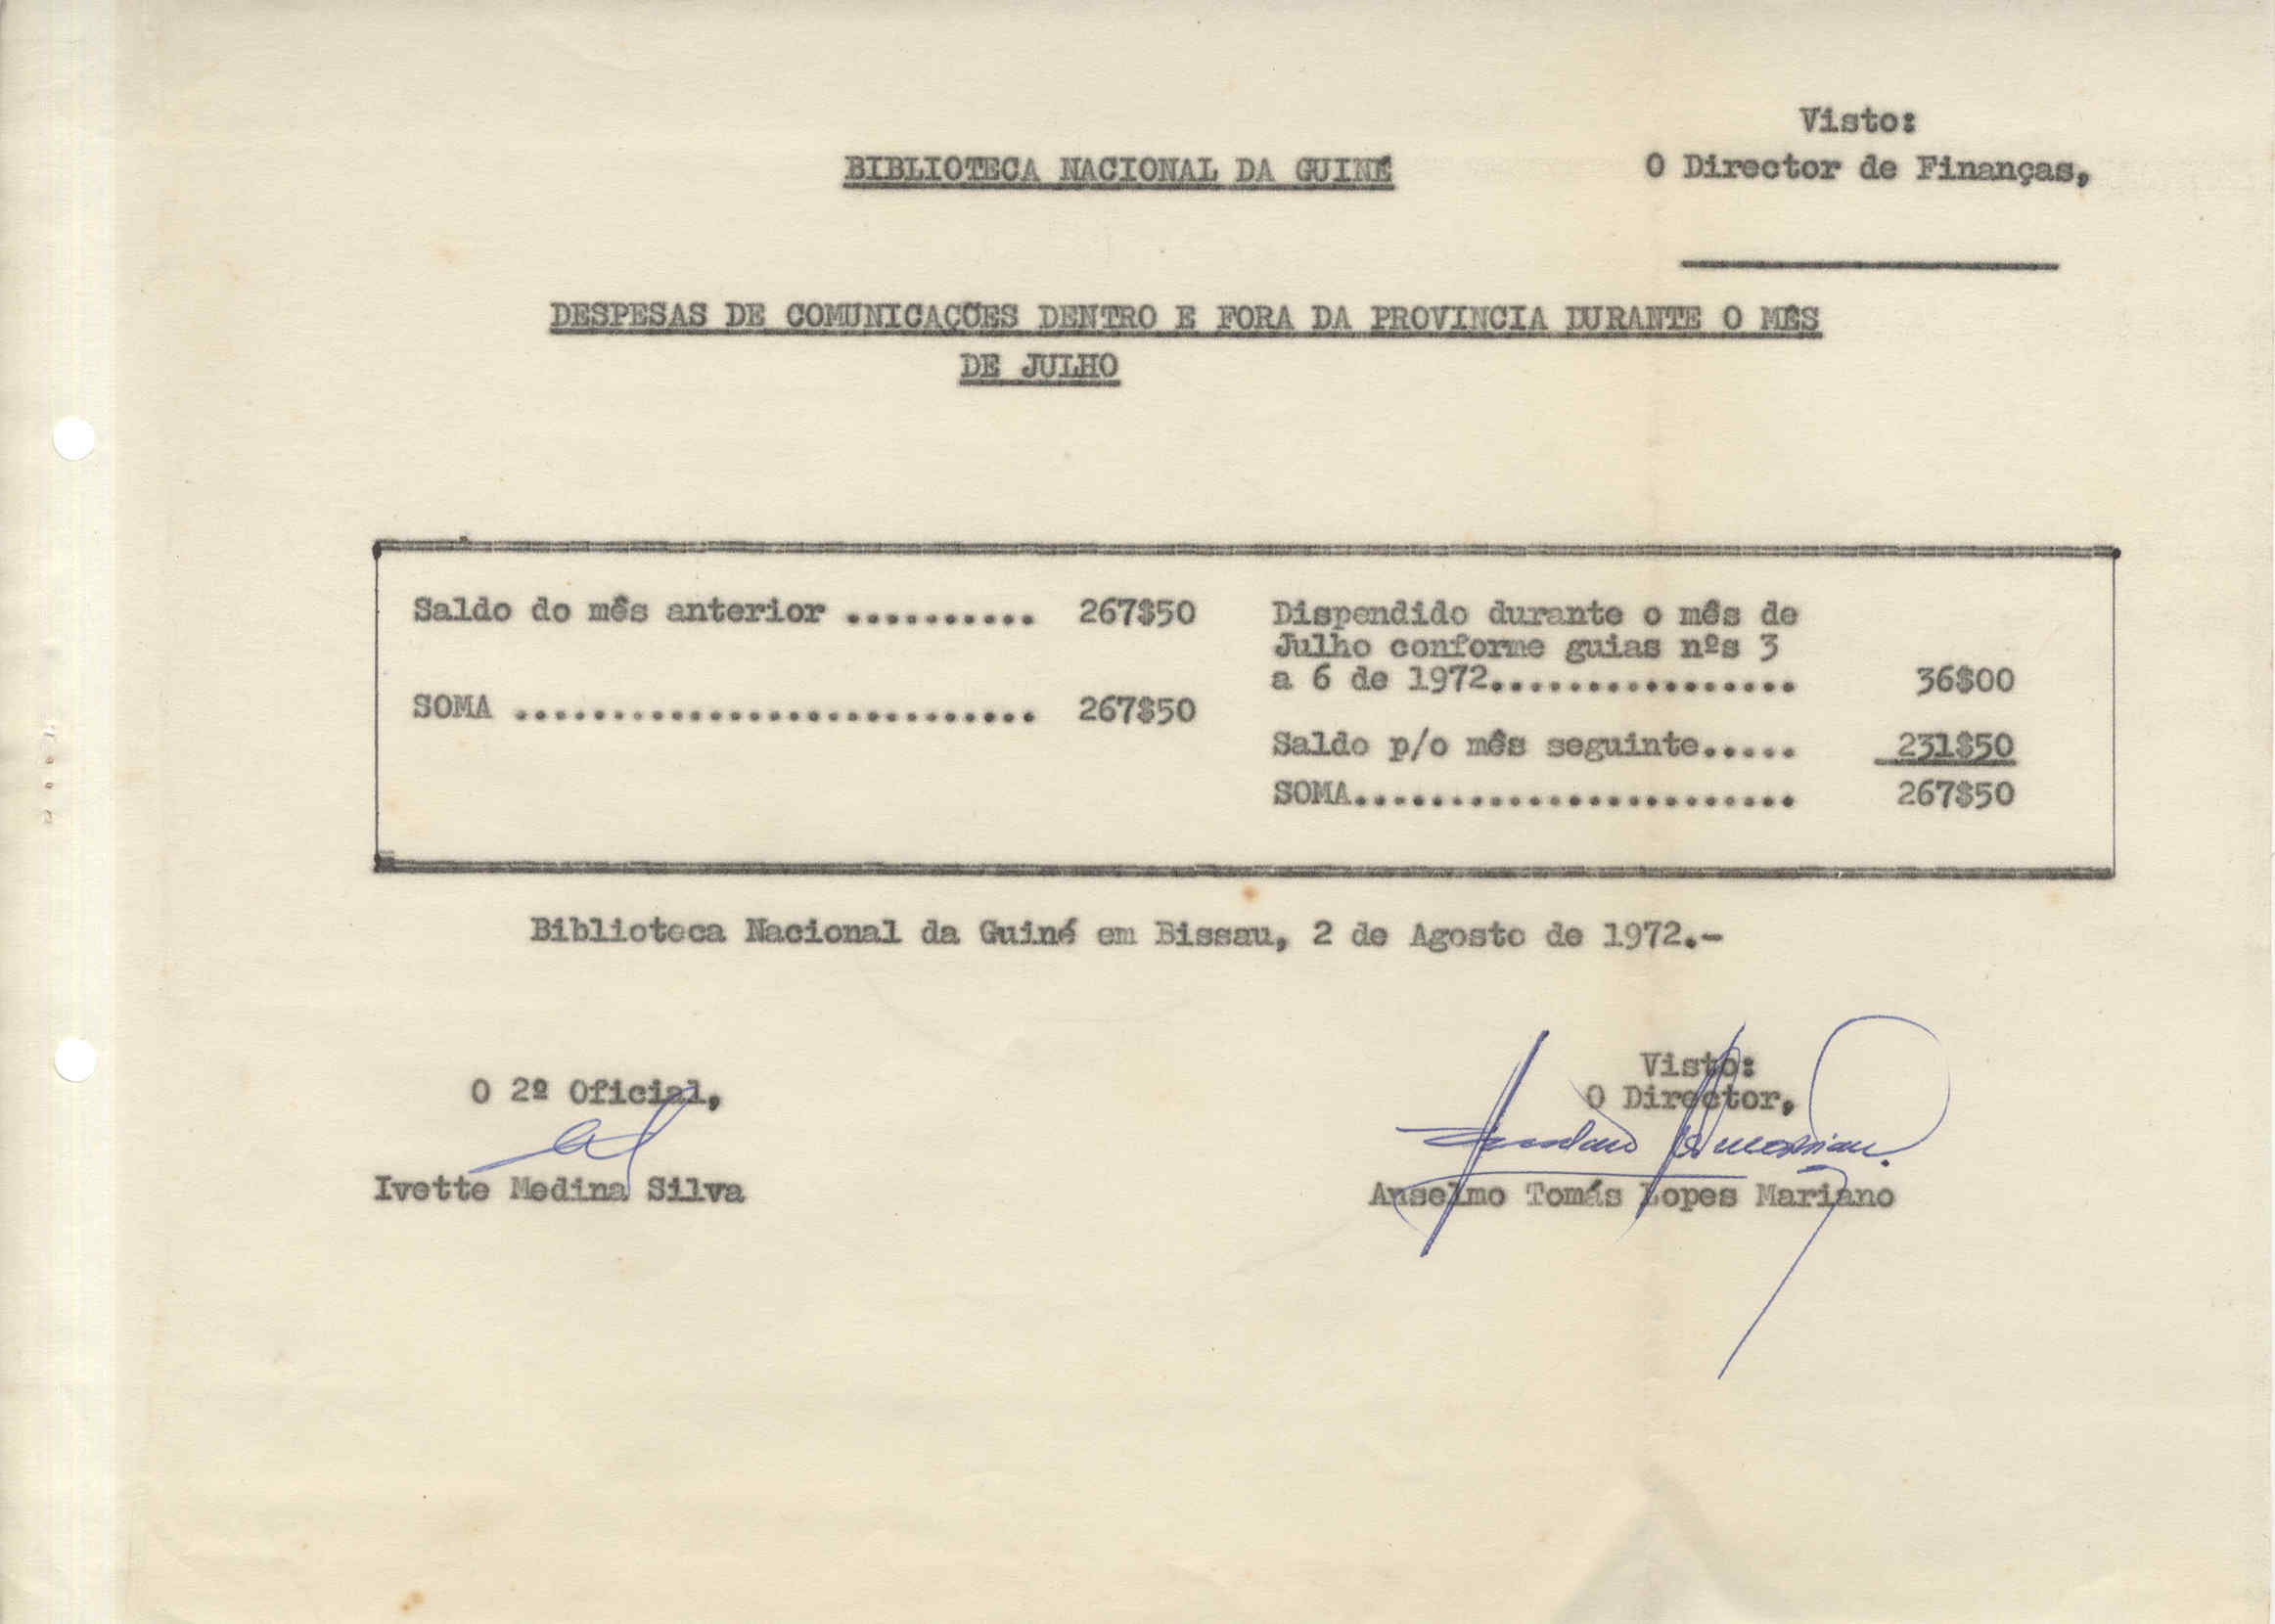 Visto:
BIBLIOTECA NACIONAL DA GUINÉ
O Director de Finanças,
DESPESAS DE COMUNICAÇÕES DENTRO E FORA DA PROVINCIA DURANTE O MÊS
DE JULHO
Saldo do mês anterior .......... 267$50
SOMA ........................... 267$50
Dispendido durante o mês de
Julho conforme guias nºs 3
a 6 de 1972................ 36$00
Saldo p/o mês seguinte..... 231$50
SOMA....................... 267$50
Biblioteca Nacional da Guiné em Bissau, 2 de Agosto de 1972.-
O 2º Oficial,
Ivette Medina Silva
Visto:
O Director,
Anselmo Tomás Lopes Mariano